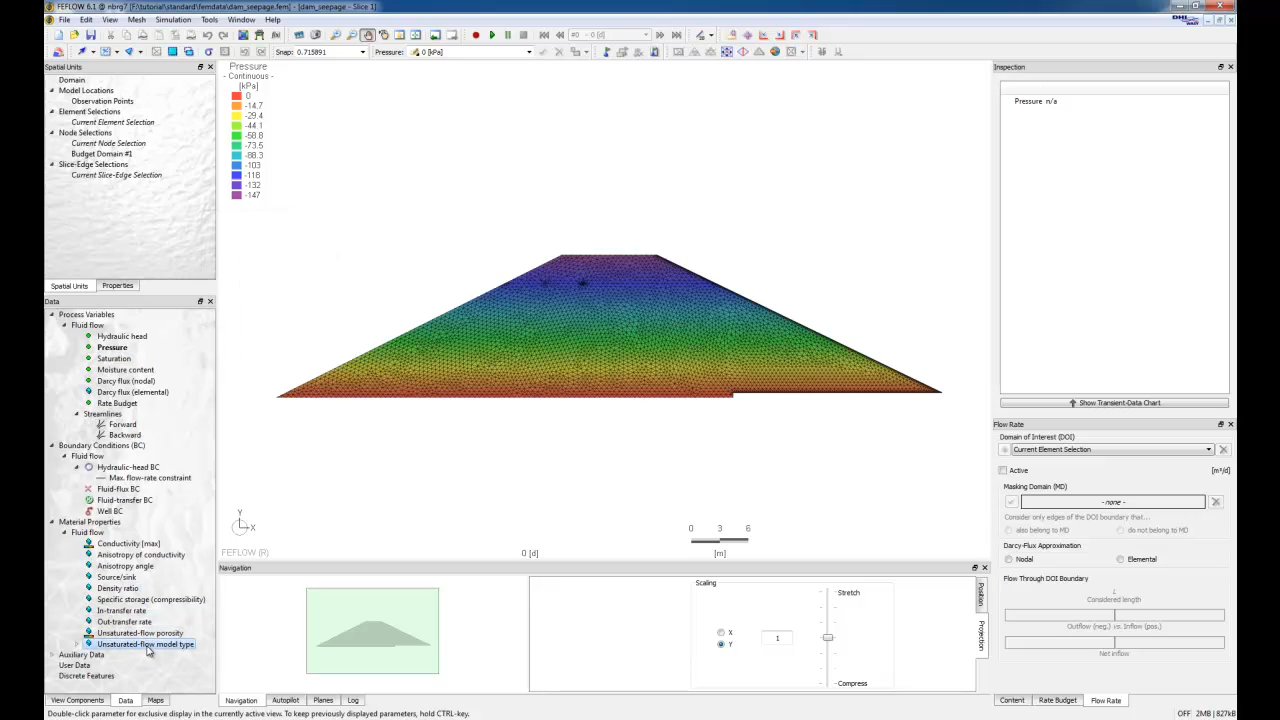 FEFLOW 6.1 @ nbrg7 [F:\tutorial\standard\femdata\dam_seepage.fem] - [dam_seepage - Slice 1]
File Edit View Mesh Simulation Tools Window Help
DHI
#0 - 0 [d]
Snap: 0.715891 Pressure: 0 [kPa]
Spatial Units
Domain
Model Locations
Observation Points
Element Selections
Current Element Selection
Node Selections
Current Node Selection
Budget Domain #1
Slice-Edge Selections
Current Slice-Edge Selection
Spatial Units Properties
Data
Process Variables
Fluid flow
Hydraulic head
Pressure
Saturation
Moisture content
Darcy flux (nodal)
Darcy flux (elemental)
Rate Budget
Streamlines
Forward
Backward
Boundary Conditions (BC)
Fluid flow
Hydraulic-head BC
Max. flow-rate constraint
Fluid-flux BC
Fluid-transfer BC
Well BC
Material Properties
Fluid flow
Conductivity [max]
Anisotropy of conductivity
Anisotropy angle
Source/sink
Density ratio
Specific storage (compressibility)
In-transfer rate
Out-transfer rate
Unsaturated-flow porosity
Unsaturated-flow model type
Auxiliary Data
User Data
Discrete Features
View Components Data Maps
Pressure
- Continuous -
[kPa]
0
-14.7
-29.4
-44.1
-58.8
-73.5
-88.3
-103
-118
-132
-147
Y
X
FEFLOW (R)
0 [d]
0 3 6
[m]
Navigation
Scaling
Stretch
X
Y
1
Compress
Position
Projection
Navigation Autopilot Planes Log
Inspection
Pressure n/a
Show Transient-Data Chart
Flow Rate
Domain of Interest (DOI)
Current Element Selection
Active [m³/d]
Masking Domain (MD)
- none -
Consider only edges of the DOI boundary that...
also belong to MD do not belong to MD
Darcy-Flux Approximation
Nodal Elemental
Flow Through DOI Boundary
Considered length
Outflow (neg.) vs. Inflow (pos.)
Net inflow
Content Rate Budget Flow Rate
Double-click parameter for exclusive display in the currently active view. To keep previously displayed parameters, hold CTRL-key.
OFF 2MB | 827kB